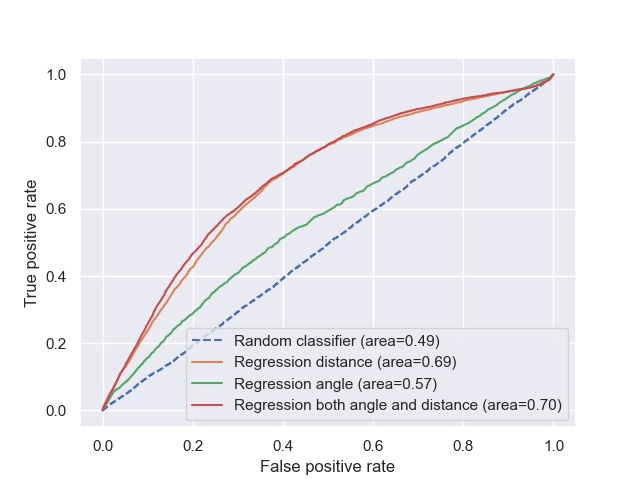 1.0
0.8
0.6
0.4
0.2
0.0
True positive rate
Random classifier (area=0.49)
Regression distance (area=0.69)
Regression angle (area=0.57)
Regression both angle and distance (area=0.70)
0.0 0.2 0.4 0.6 0.8 1.0
False positive rate